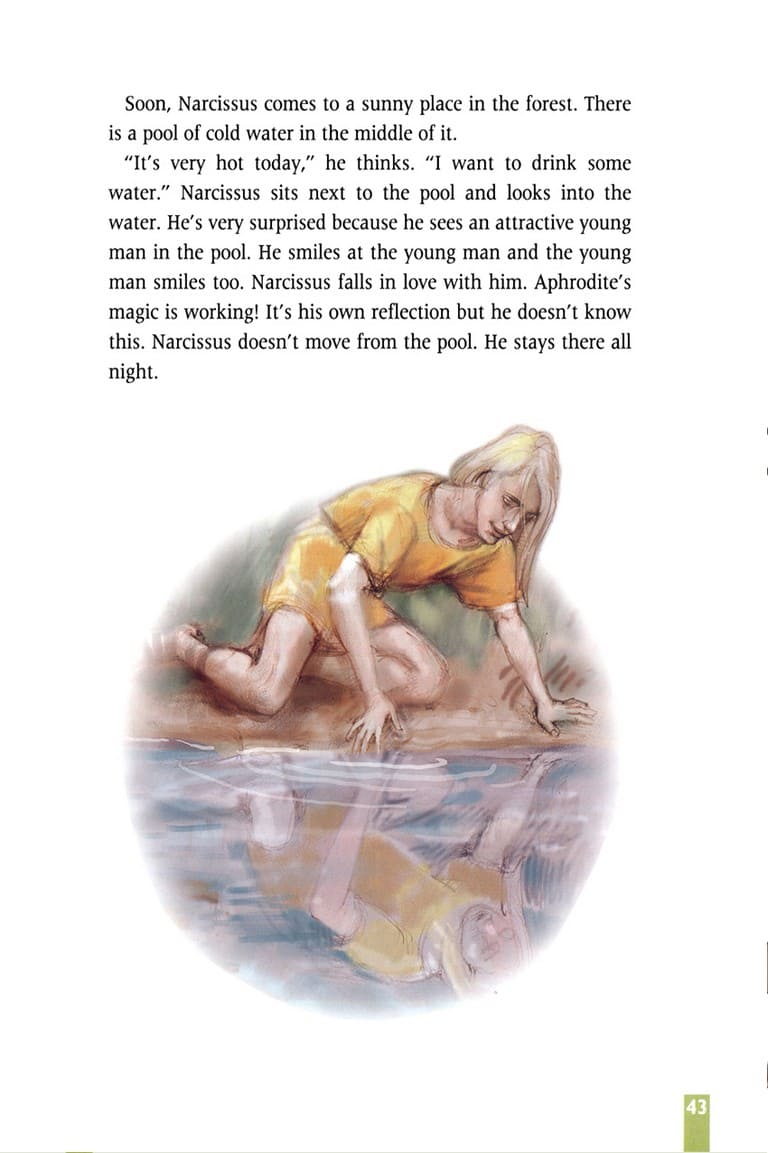 Soon, Narcissus comes to a sunny place in the forest. There
is a pool of cold water in the middle of it.
“It’s very hot today,” he thinks. “I want to drink some
water.” Narcissus sits next to the pool and looks into the
water. He’s very surprised because he sees an attractive young
man in the pool. He smiles at the young man and the young
man smiles too. Narcissus falls in love with him. Aphrodite’s
magic is working! It’s his own reflection but he doesn’t know
this. Narcissus doesn’t move from the pool. He stays there all
night.
43